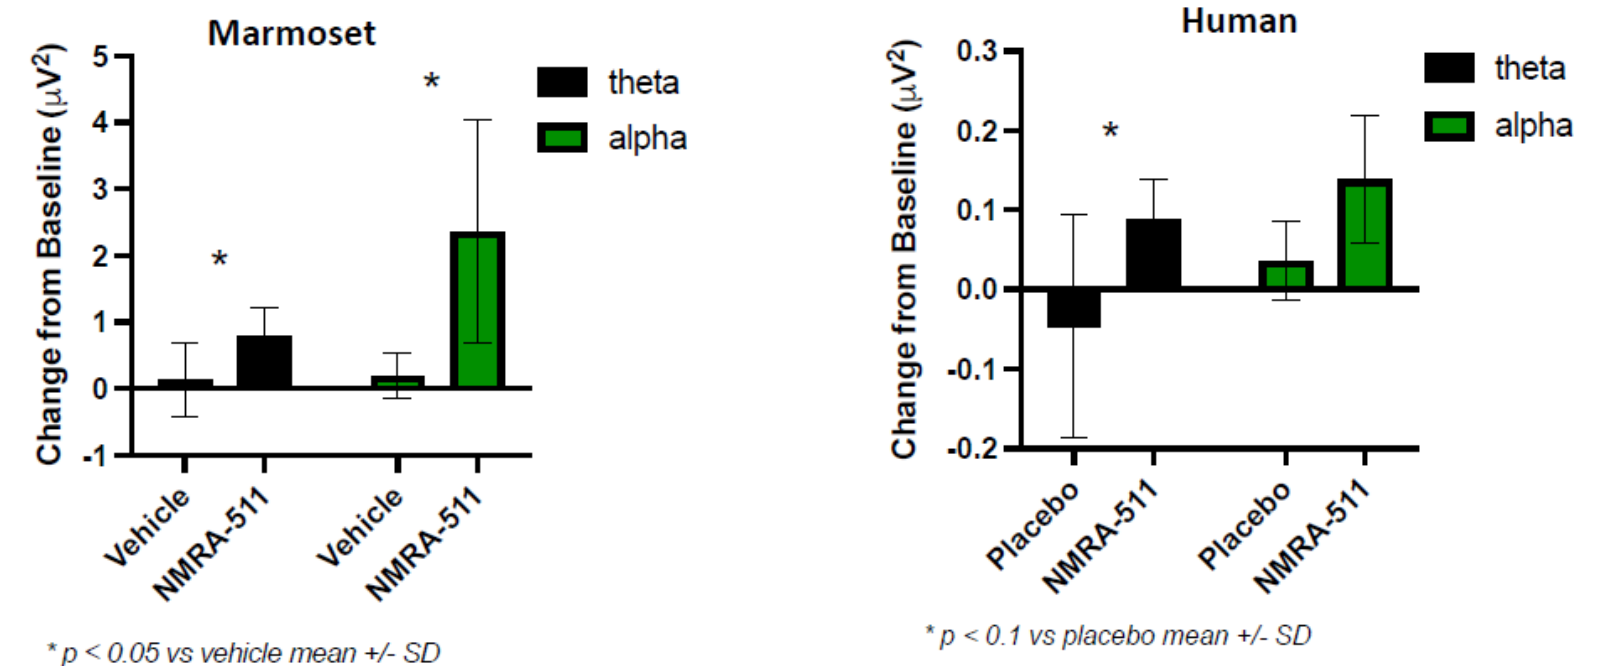 Marmoset
Change from Baseline (µV²)
5
4
3
2
1
0
-1
*
*
theta
alpha
Vehicle
NMRA-511
Vehicle
NMRA-511
* p < 0.05 vs vehicle mean +/- SD
Human
Change from Baseline (µV²)
0.3
0.2
0.1
0.0
-0.1
-0.2
*
theta
alpha
Placebo
NMRA-511
Placebo
NMRA-511
* p < 0.1 vs placebo mean +/- SD